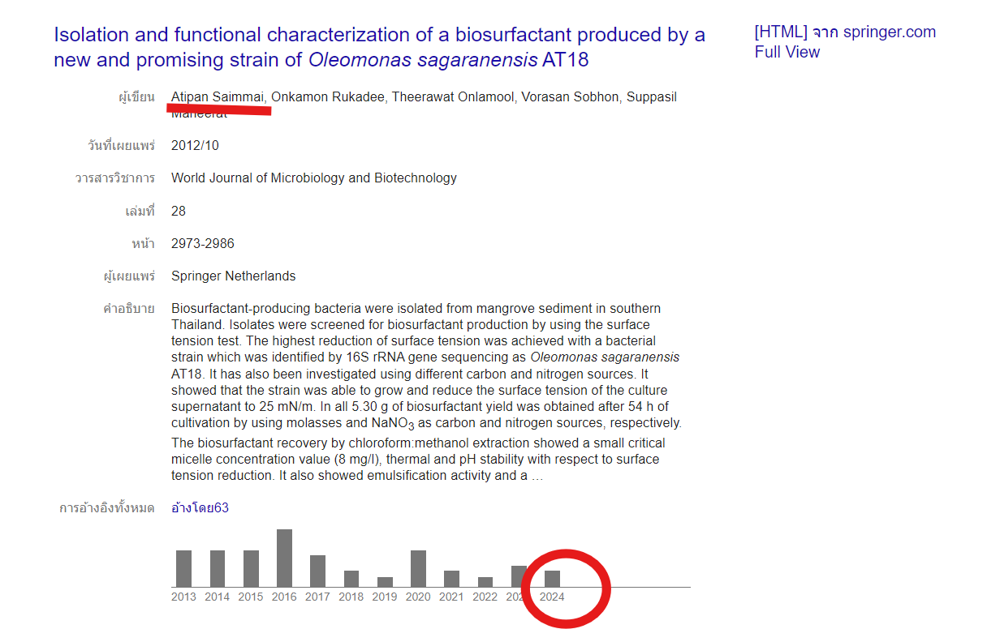 Isolation and functional characterization of a biosurfactant produced by a
new and promising strain of Oleomonas sagaranensis AT18
[HTML] จาก springer.com
Full View
ผู้เขียน Atipan Saimmai, Onkamon Rukadee, Theerawat Onlamool, Vorasan Sobhon, Suppasil
Maneerat
วันที่เผยแพร่ 2012/10
วารสารวิชาการ World Journal of Microbiology and Biotechnology
เล่มที่ 28
หน้า 2973-2986
ผู้เผยแพร่ Springer Netherlands
คำอธิบาย Biosurfactant-producing bacteria were isolated from mangrove sediment in southern
Thailand. Isolates were screened for biosurfactant production by using the surface
tension test. The highest reduction of surface tension was achieved with a bacterial
strain which was identified by 16S rRNA gene sequencing as Oleomonas sagaranensis
AT18. It has also been investigated using different carbon and nitrogen sources. It
showed that the strain was able to grow and reduce the surface tension of the culture
supernatant to 25 mN/m. In all 5.30 g of biosurfactant yield was obtained after 54 h of
cultivation by using molasses and NaNO3 as carbon and nitrogen sources, respectively.
The biosurfactant recovery by chloroform:methanol extraction showed a small critical
micelle concentration value (8 mg/l), thermal and pH stability with respect to surface
tension reduction. It also showed emulsification activity and a …
การอ้างอิงทั้งหมด อ้างโดย63
2013 2014 2015 2016 2017 2018 2019 2020 2021 2022 2023 2024